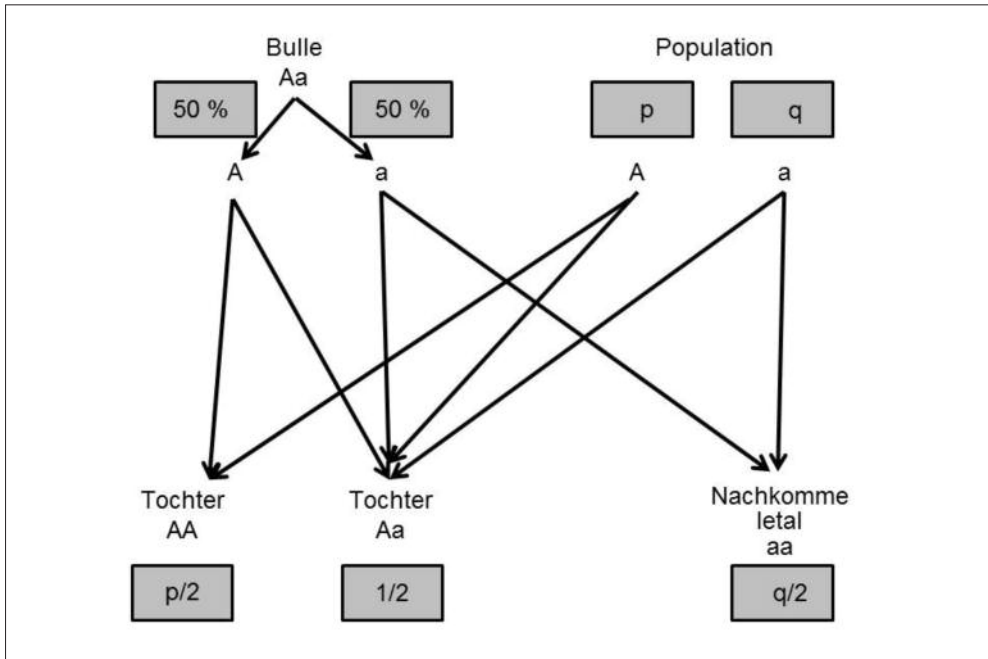 Bulle
Aa
Population
50 %
50 %
p
q
A
a
A
a
Tochter
AA
Tochter
Aa
Nachkomme
letal
aa
p/2
1/2
q/2